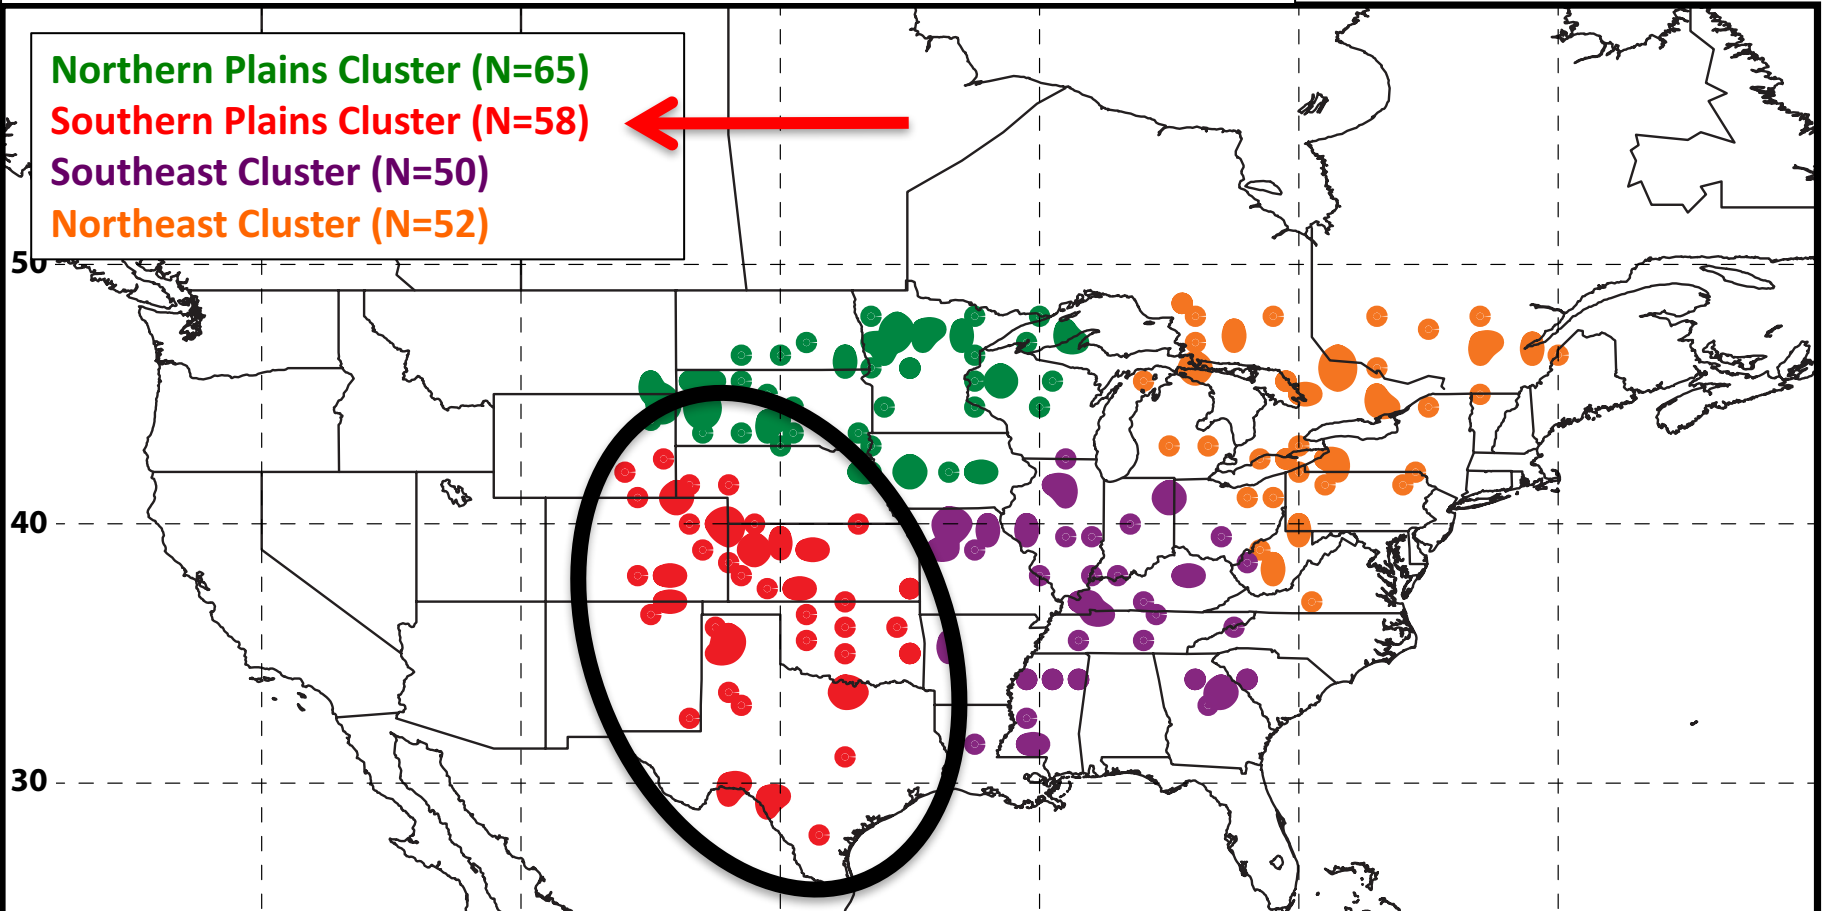 Northern Plains Cluster (N=65)
Southern Plains Cluster (N=58)
Southeast Cluster (N=50)
Northeast Cluster (N=52)
50
40
30